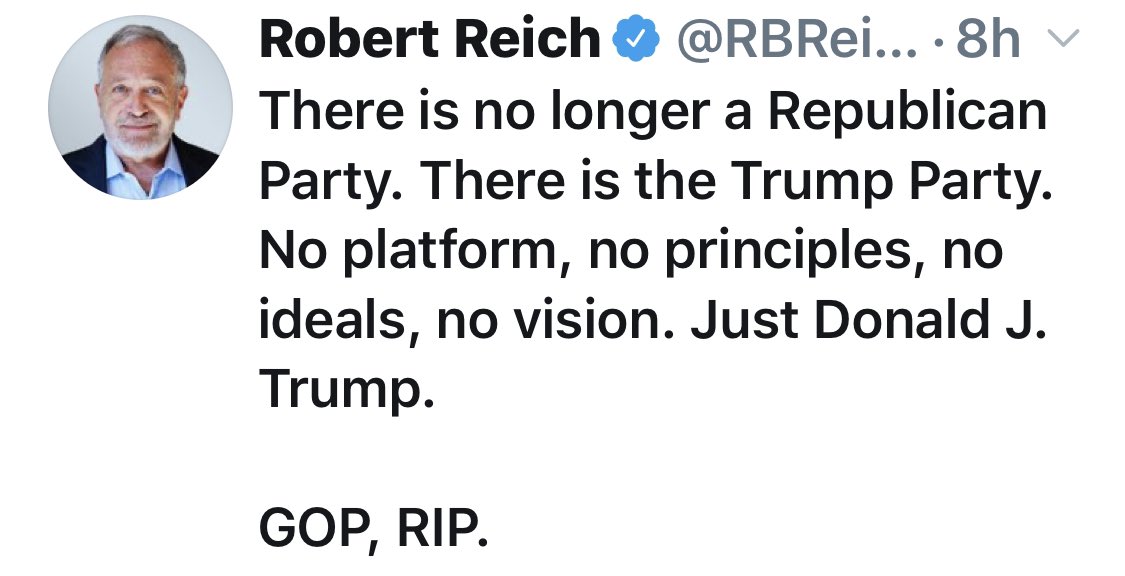 Robert Reich @RBRei... · 8h
There is no longer a Republican
Party. There is the Trump Party.
No platform, no principles, no
ideals, no vision. Just Donald J.
Trump.
GOP, RIP.